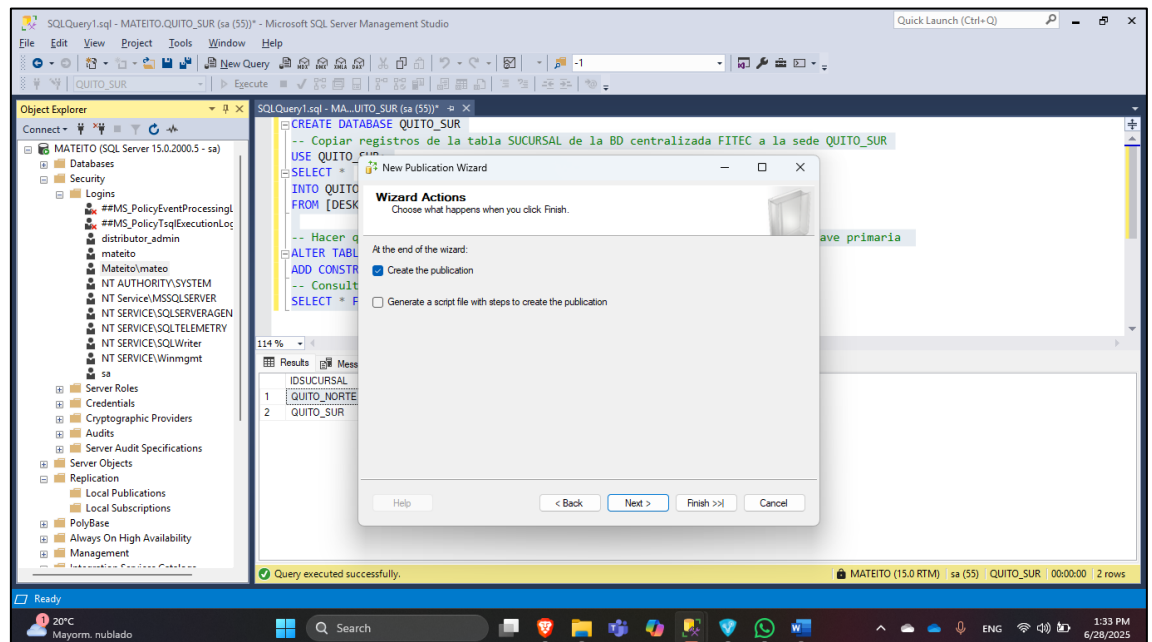 SQLQuery1.sql - MATEITO.QUITO_SUR (sa (55))* - Microsoft SQL Server Management Studio
Quick Launch (Ctrl+Q)
File Edit View Project Tools Window Help
New Query
-1
QUITO_SUR
Execute
Object Explorer
Connect
MATEITO (SQL Server 15.0.2000.5 - sa)
Databases
Security
Logins
##MS_PolicyEventProcessingL
##MS_PolicyTsqlExecutionLog
distributor_admin
mateito
Mateito\mateo
NT AUTHORITY\SYSTEM
NT Service\MSSQLSERVER
NT SERVICE\SQLSERVERAGEN
NT SERVICE\SQLTELEMETRY
NT SERVICE\SQLWriter
NT SERVICE\Winmgmt
sa
Server Roles
Credentials
Cryptographic Providers
Audits
Server Audit Specifications
Server Objects
Replication
Local Publications
Local Subscriptions
PolyBase
Always On High Availability
Management
SQLQuery1.sql - MA...UITO_SUR (sa (55))*
CREATE DATABASE QUITO_SUR
-- Copiar registros de la tabla SUCURSAL de la BD centralizada FITEC a la sede QUITO_SUR
USE QUITO_SUR
SELECT *
INTO QUITO
FROM [DESK
-- Hacer q
ave primaria
ALTER TABL
ADD CONSTR
-- Consult
SELECT * F
114 %
Results Mess
IDSUCURSAL
1 QUITO_NORTE
2 QUITO_SUR
New Publication Wizard
Wizard Actions
Choose what happens when you click Finish.
At the end of the wizard:
Create the publication
Generate a script file with steps to create the publication
Help
< Back
Next >
Finish >>|
Cancel
Query executed successfully.
MATEITO (15.0 RTM) sa (55) QUITO_SUR 00:00:00 2 rows
Ready
1
20°C
Mayorm. nublado
Search
ENG
1:33 PM
6/28/2025